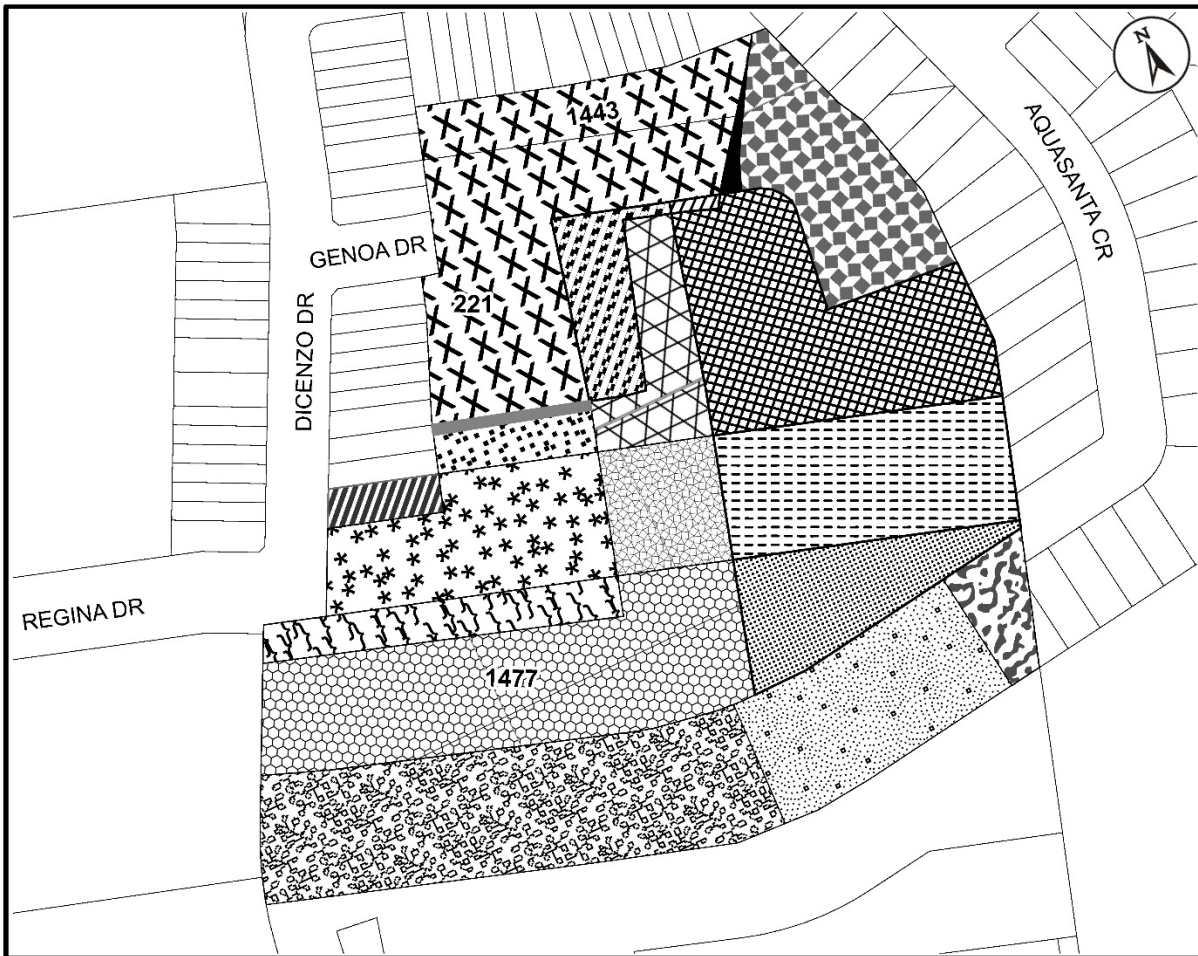 N
1443
AQUASANTA CR
GENOA DR
221
DICENZO DR
REGINA DR
1477